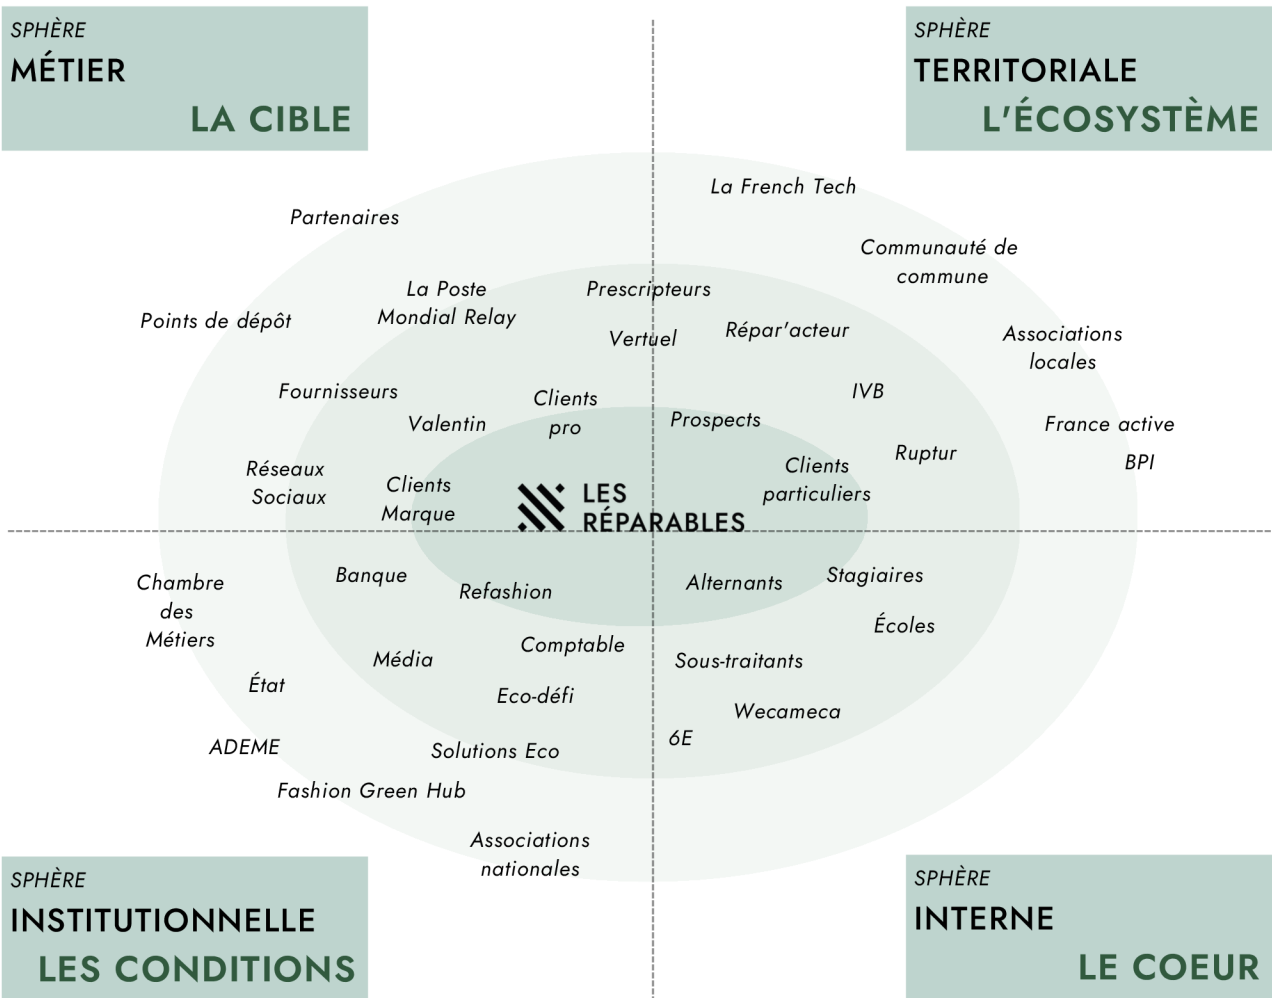 SPHÈRE
MÉTIER
LA CIBLE
SPHÈRE
TERRITORIALE
L'ÉCOSYSTÈME
Partenaires
La Poste
Mondial Relay
Points de dépôt
Fournisseurs
Valentin
Clients
pro
Réseaux
Sociaux
Clients
Marque
Prescripteurs
Vertuel
La French Tech
Communauté de
commune
Répar'acteur
Associations
locales
IVB
Prospects
France active
BPI
Ruptur
Clients
particuliers
LES
RÉPARABLES
Chambre
des
Métiers
Banque
Refashion
Comptable
Média
État
Eco-défi
ADEME
Solutions Eco
Fashion Green Hub
Associations
nationales
Alternants
Stagiaires
Écoles
Sous-traitants
Wecameca
6E
SPHÈRE
INSTITUTIONNELLE
LES CONDITIONS
SPHÈRE
INTERNE
LE COEUR